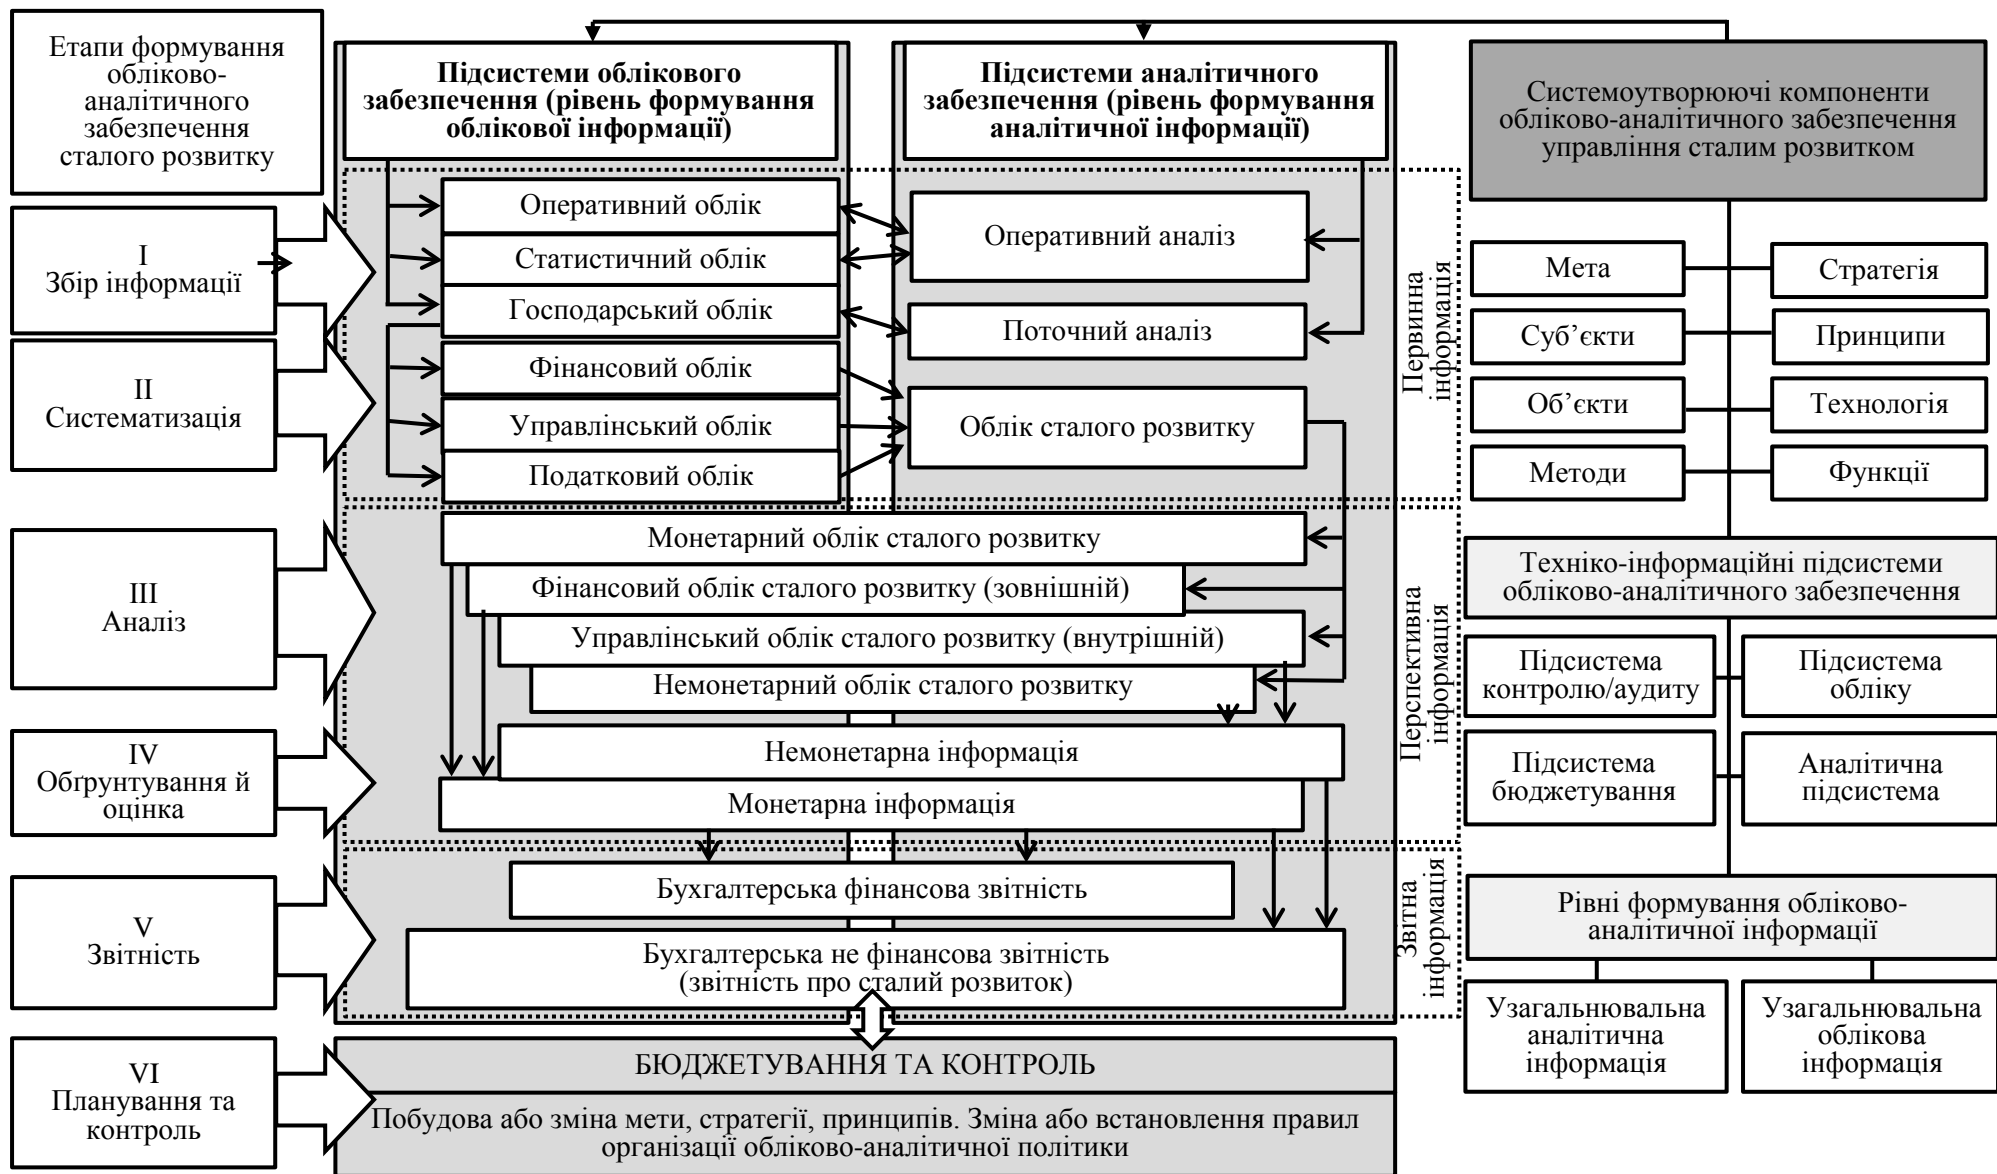 Етапи формування
обліково-
аналітичного
забезпечення
сталого розвитку
I
Збір інформації
II
Систематизація
III
Аналіз
IV
Обґрунтування й
оцінка
V
Звітність
VI
Планування та
контроль
Підсистеми облікового
забезпечення (рівень формування
облікової інформації)
Підсистеми аналітичного
забезпечення (рівень формування
аналітичної інформації)
Оперативний облік
Статистичний облік
Господарський облік
Фінансовий облік
Управлінський облік
Податковий облік
Оперативний аналіз
Поточний аналіз
Облік сталого розвитку
Первинна
інформація
Монетарний облік сталого розвитку
Фінансовий облік сталого розвитку (зовнішній)
Управлінський облік сталого розвитку (внутрішній)
Немонетарний облік сталого розвитку
Немонетарна інформація
Монетарна інформація
Перспективна
інформація
Бухгалтерська фінансова звітність
Бухгалтерська не фінансова звітність
(звітність про сталий розвиток)
Звітна
інформація
БЮДЖЕТУВАННЯ ТА КОНТРОЛЬ
Побудова або зміна мети, стратегії, принципів. Зміна або встановлення правил
організації обліково-аналітичної політики
Системоутворюючі компоненти
обліково-аналітичного забезпечення
управління сталим розвитком
Мета
Стратегія
Суб’єкти
Принципи
Об’єкти
Технологія
Методи
Функції
Техніко-інформаційні підсистеми
обліково-аналітичного забезпечення
Підсистема
контролю/аудиту
Підсистема
обліку
Підсистема
бюджетування
Аналітична
підсистема
Рівні формування обліково-
аналітичної інформації
Узагальнювальна
аналітична
інформація
Узагальнювальна
облікова
інформація